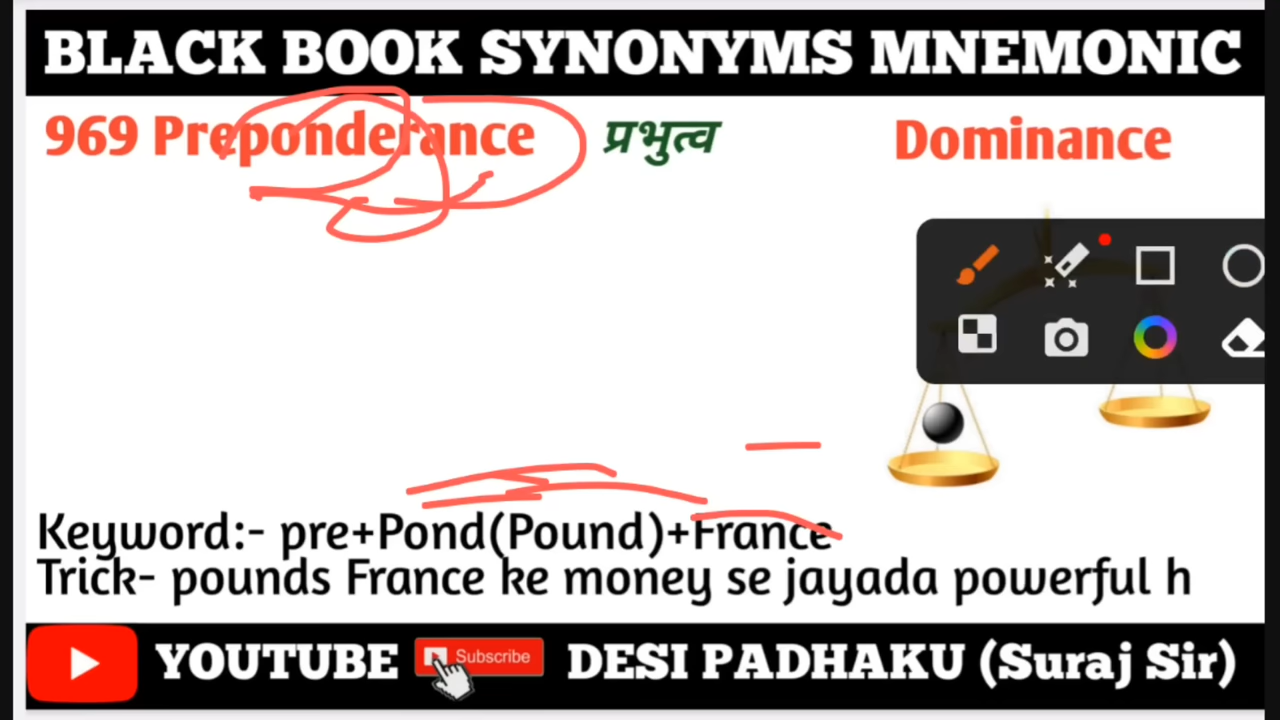 BLACK BOOK SYNONYMS MNEMONIC
969 Preponderance प्रभुत्व Dominance
Keyword:- pre+Pond(Pound)+France
Trick- pounds France ke money se jayada powerful h
YOUTUBE Subscribe DESI PADHAKU (Suraj Sir)